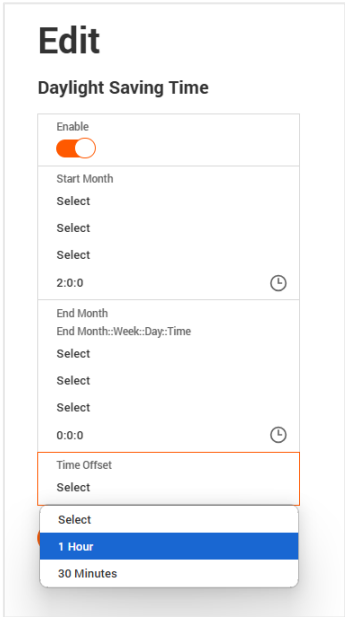 Edit
Daylight Saving Time
Enable
Start Month
Select
Select
Select
2:0:0
End Month
End Month::Week::Day::Time
Select
Select
Select
0:0:0
Time Offset
Select
Select
1 Hour
30 Minutes